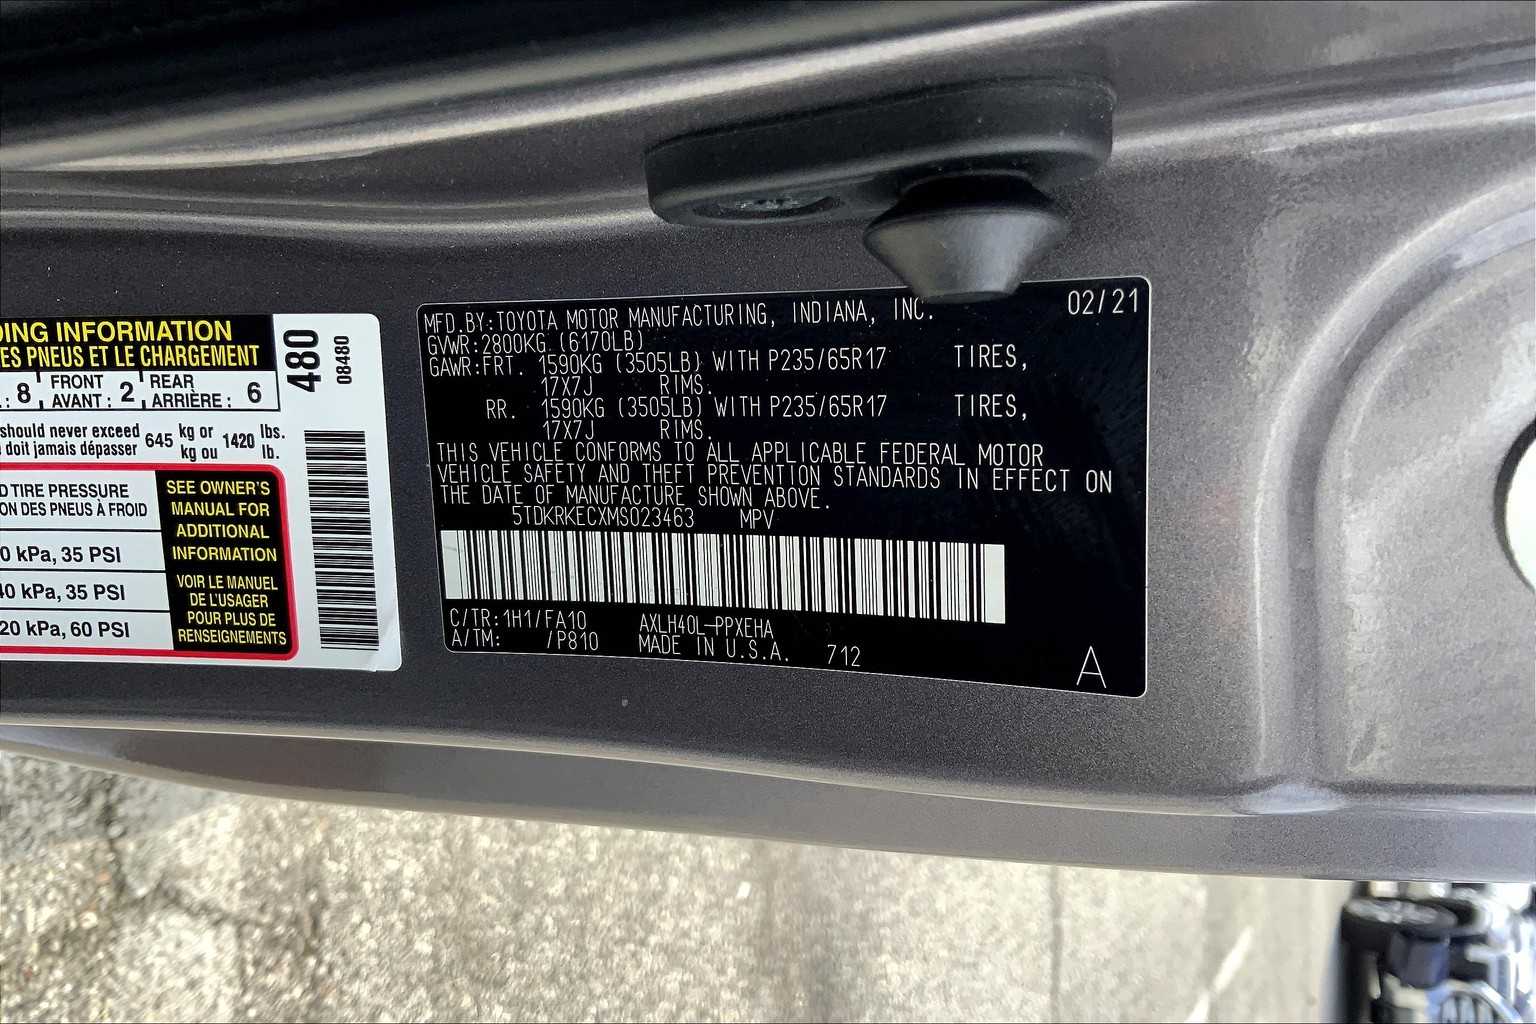 DING INFORMATION
ES PNEUS ET LE CHARGEMENT
8 FRONT AVANT : 2 REAR ARRIÈRE : 6
should never exceed 645 kg or 1420 lbs.
doit jamais dépasser kg ou lb.
D TIRE PRESSURE
ON DES PNEUS À FROID
0 kPa, 35 PSI
40 kPa, 35 PSI
20 kPa, 60 PSI
SEE OWNER'S
MANUAL FOR
ADDITIONAL
INFORMATION
VOIR LE MANUEL
DE L'USAGER
POUR PLUS DE
RENSEIGNEMENTS
480
08480
MFD.BY:TOYOTA MOTOR MANUFACTURING, INDIANA, INC. 02/21
GVWR:2800KG (6170LB)
GAWR:FRT. 1590KG (3505LB) WITH P235/65R17 TIRES,
17X7J RIMS.
RR. 1590KG (3505LB) WITH P235/65R17 TIRES,
17X7J RIMS.
THIS VEHICLE CONFORMS TO ALL APPLICABLE FEDERAL MOTOR
VEHICLE SAFETY AND THEFT PREVENTION STANDARDS IN EFFECT ON
THE DATE OF MANUFACTURE SHOWN ABOVE.
5TDKRKECXMS023463 MPV
C/TR:1H1/FA10 AXLH40L-PPXEHA
A/TM: /P810 MADE IN U.S.A. 712
A